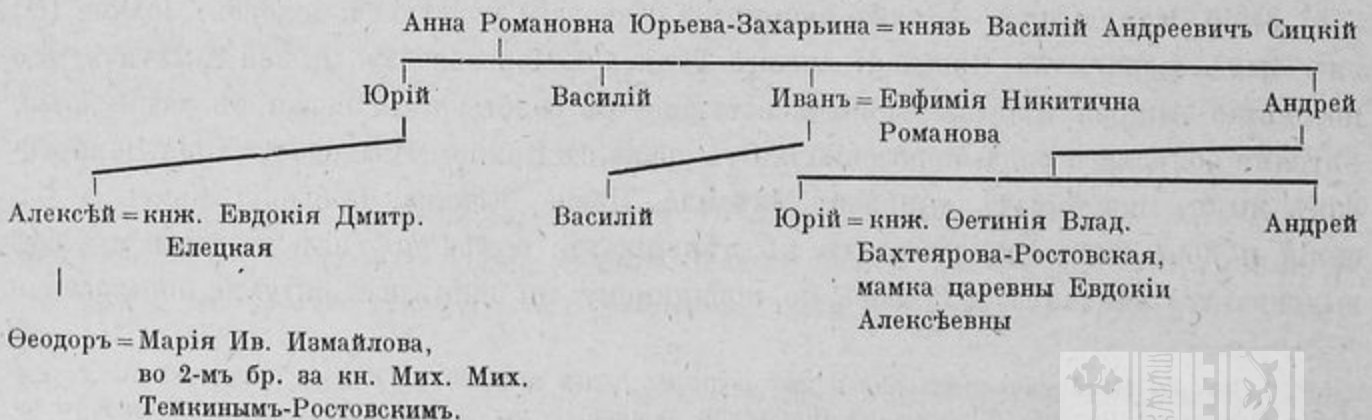 Анна Романовна Юрьева-Захарьина = князь Василій Андреевичъ Сицкій
Юрій Василій Иванъ = Евфимія Никитична Андрей
Романова
Алексѣй = кнж. Евдокія Дмитр. Василій Юрій = кнж. Ѳетинія Влад. Андрей
Елецкая Бахтеярова-Ростовская,
мамка царевны Евдокіи
Алексѣевны
Ѳеодоръ = Марія Ив. Измайлова,
во 2-мъ бр. за кн. Мих. Мих.
Темкинымъ-Ростовскимъ.